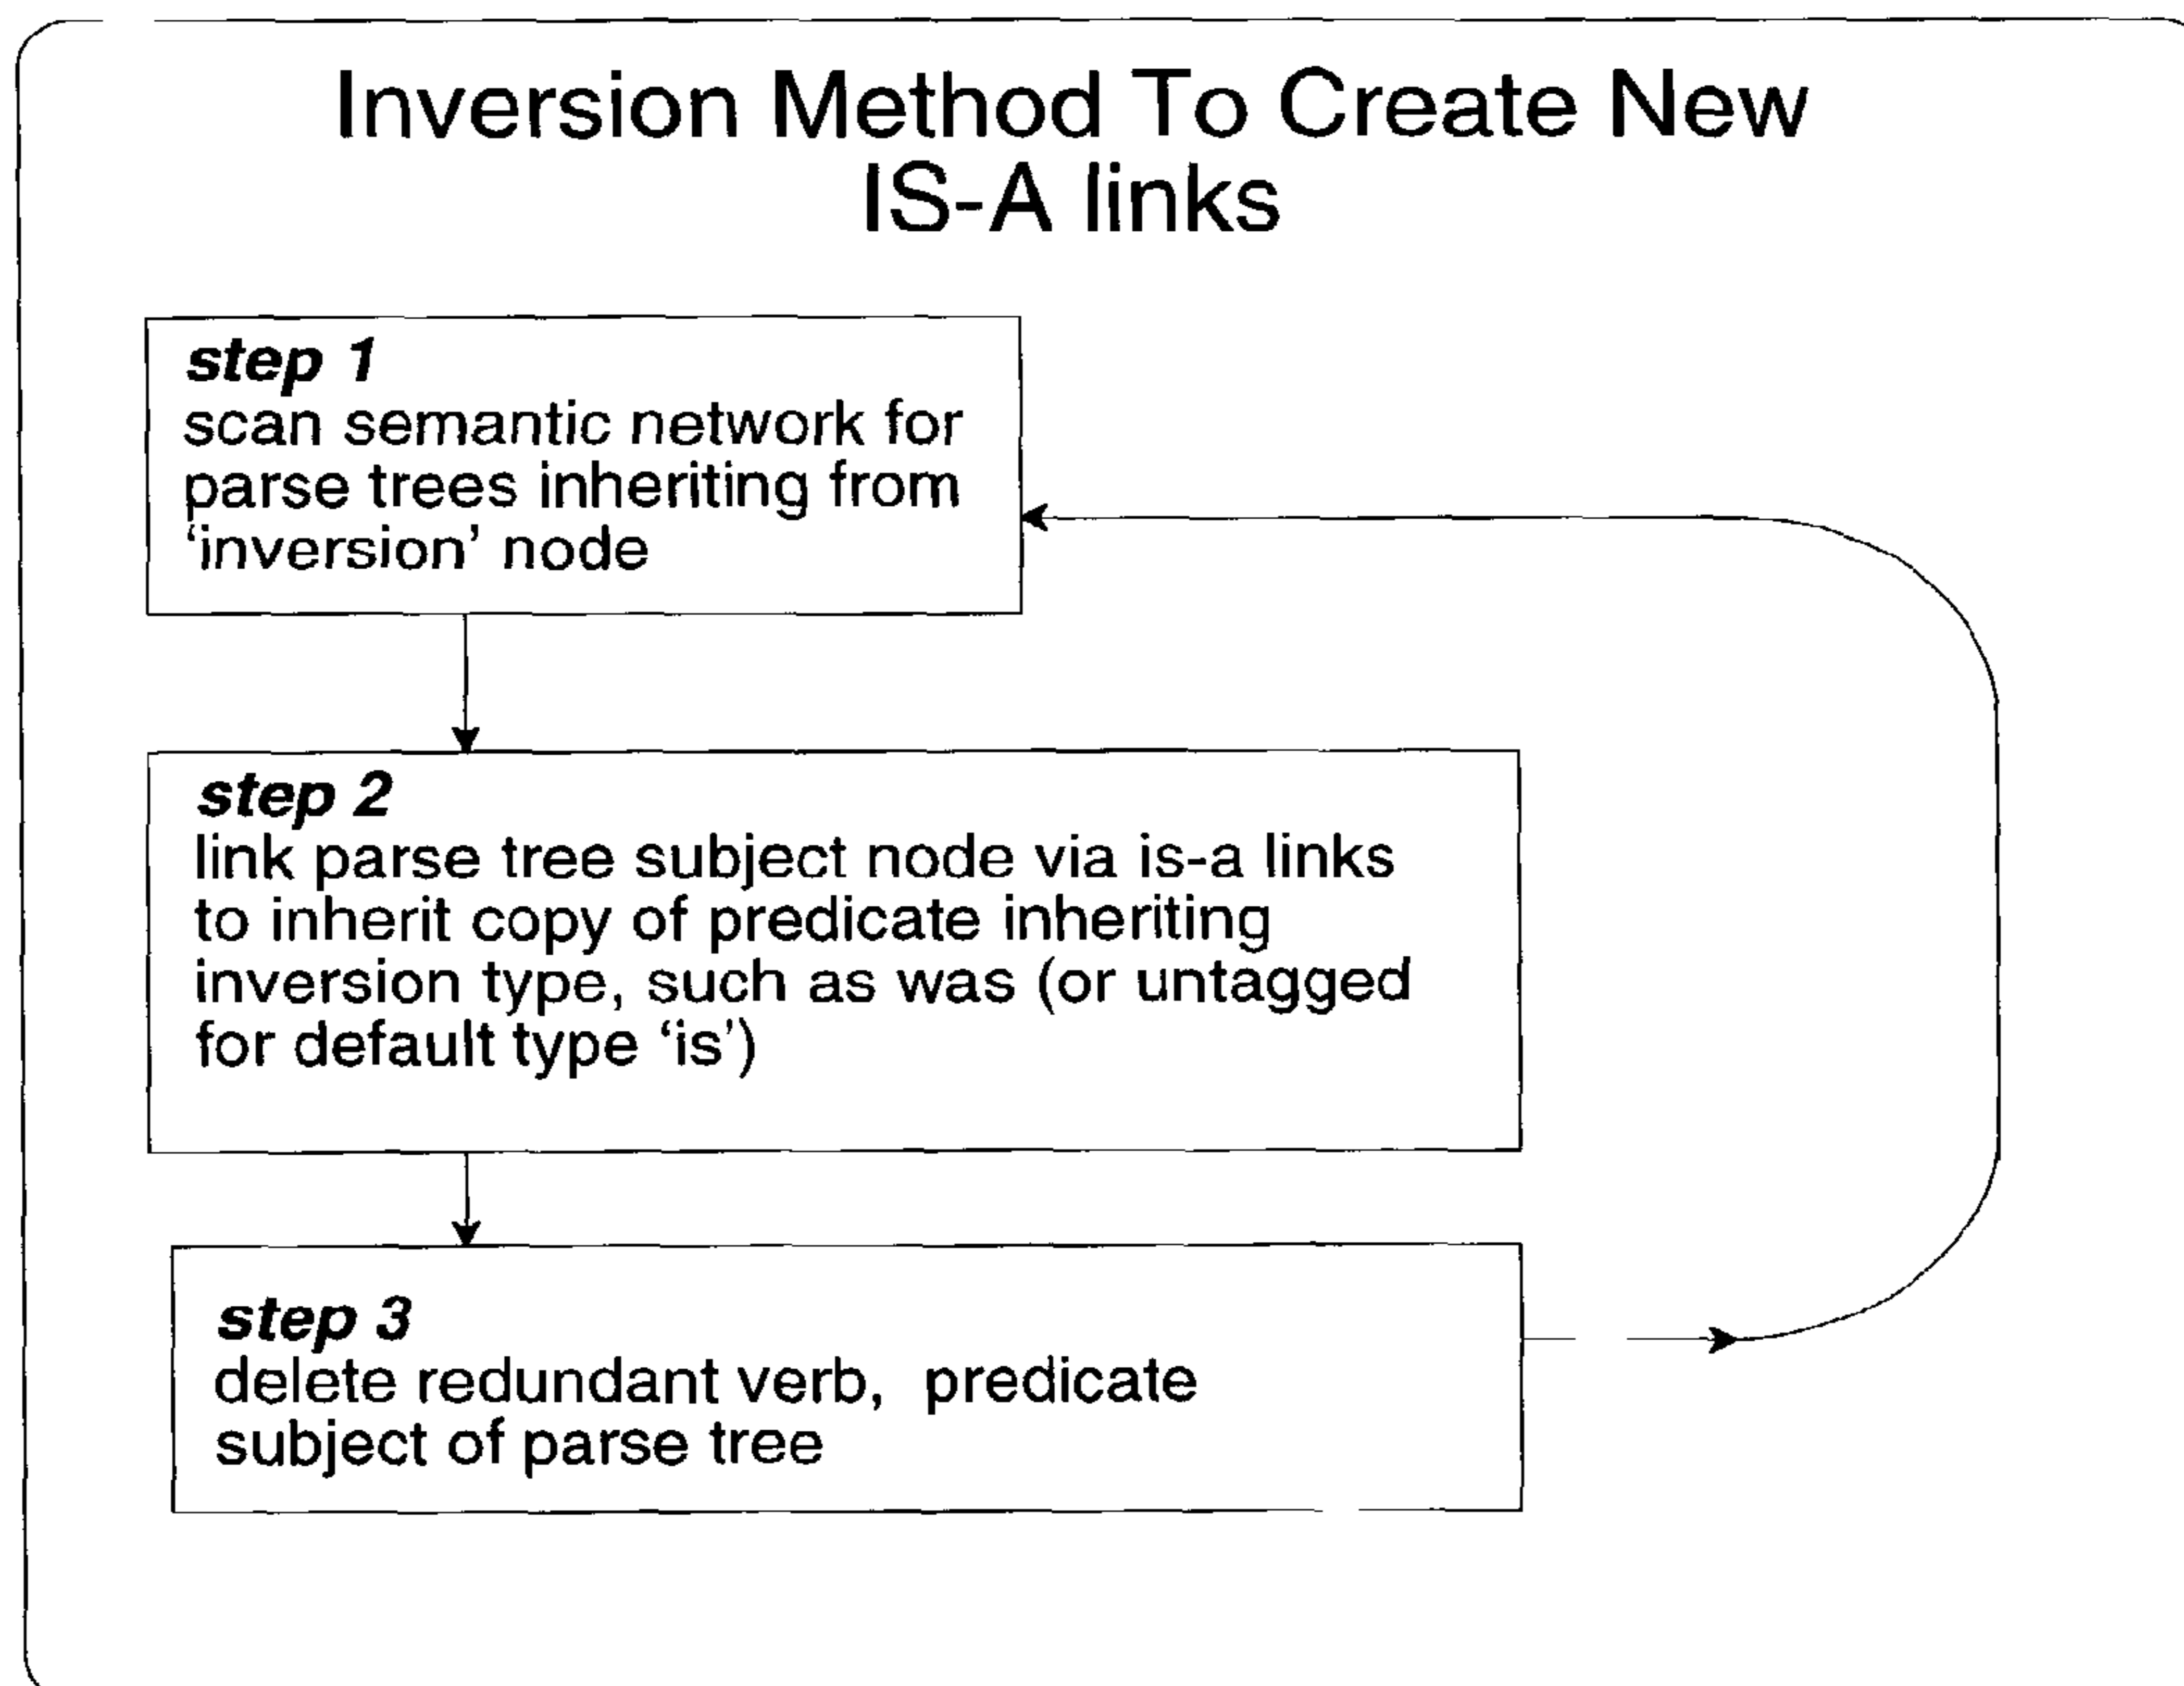 Inversion Method To Create New
IS-A links
step 1
scan semantic network for
parse trees inheriting from
‘inversion’ node
step 2
link parse tree subject node via is-a links
to inherit copy of predicate inheriting
inversion type, such as was (or untagged
for default type ‘is’)
step 3
delete redundant verb, predicate
subject of parse tree